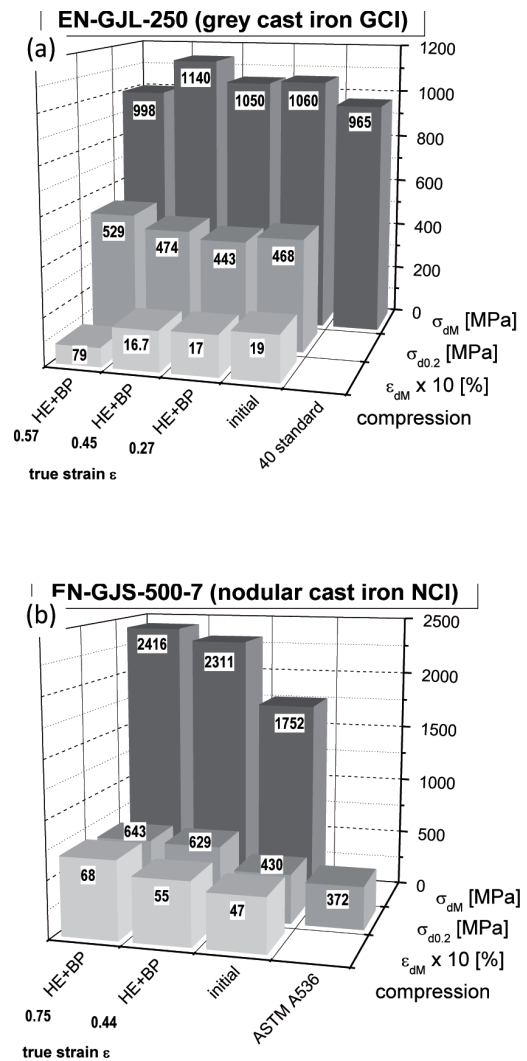 EN-GJL-250 (grey cast iron GCI)
(a)
1200
1000
800
600
400
200
0
998
1140
1050
1060
965
529
474
443
468
79
16.7
17
19
σdM [MPa]
σd0.2 [MPa]
εdM x 10 [%]
compression
HE+BP
HE+BP
HE+BP
initial
40 standard
0.57
0.45
0.27
true strain ε
EN-GJS-500-7 (nodular cast iron NCI)
(b)
2500
2000
1500
1000
500
0
2416
2311
1752
643
629
430
372
68
55
47
σdM [MPa]
σd0.2 [MPa]
εdM x 10 [%]
compression
HE+BP
HE+BP
initial
ASTM A536
0.75
0.44
true strain ε